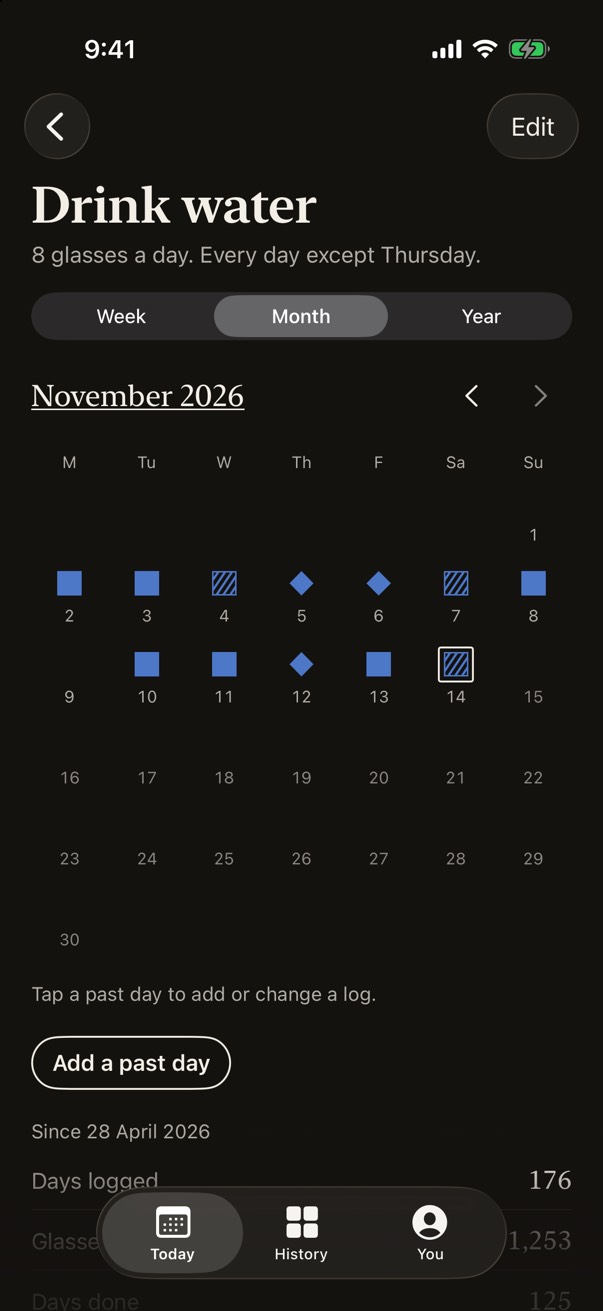 9:41
Edit
Drink water
8 glasses a day. Every day except Thursday.
Week Month Year
November 2026
M Tu W Th F Sa Su
1
2 3 4 5 6 7 8
9 10 11 12 13 14 15
16 17 18 19 20 21 22
23 24 25 26 27 28 29
30
Tap a past day to add or change a log.
Add a past day
Since 28 April 2026
Days logged 176
1,253
Today History You
Days done 125